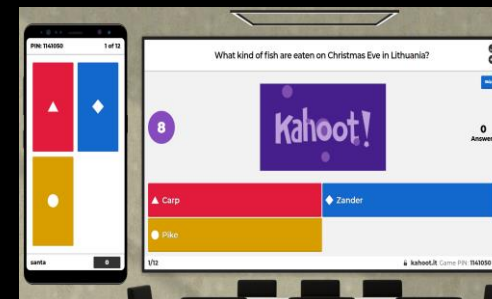 PIN: 1141050
1 of 12
santa
0
What kind of fish are eaten on Christmas Eve in Lithuania?
8
Kahoot!
0
Answer
Carp
Zander
Pike
1/12
kahoot.it Game PIN 1141050